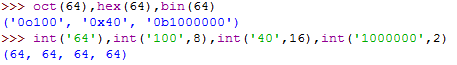 >>> oct(64),hex(64),bin(64)
('0o100', '0x40', '0b1000000')
>>> int('64'),int('100',8),int('40',16),int('1000000',2)
(64, 64, 64, 64)